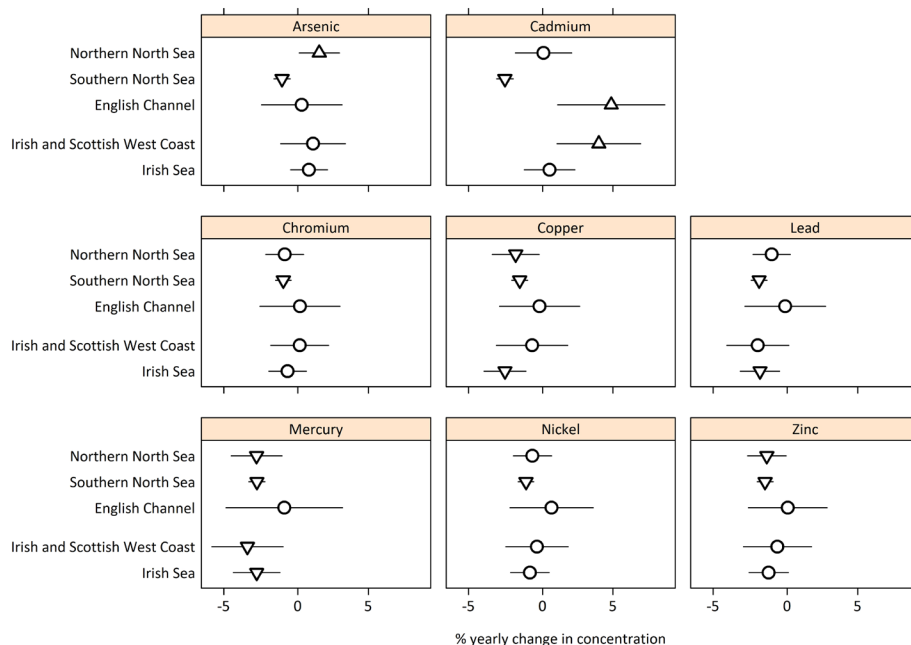 Arsenic Cadmium
Northern North Sea
Southern North Sea
English Channel
Irish and Scottish West Coast
Irish Sea
Chromium Copper Lead
Northern North Sea
Southern North Sea
English Channel
Irish and Scottish West Coast
Irish Sea
Mercury Nickel Zinc
Northern North Sea
Southern North Sea
English Channel
Irish and Scottish West Coast
Irish Sea
-5 0 5 -5 0 5 -5 0 5
% yearly change in concentration